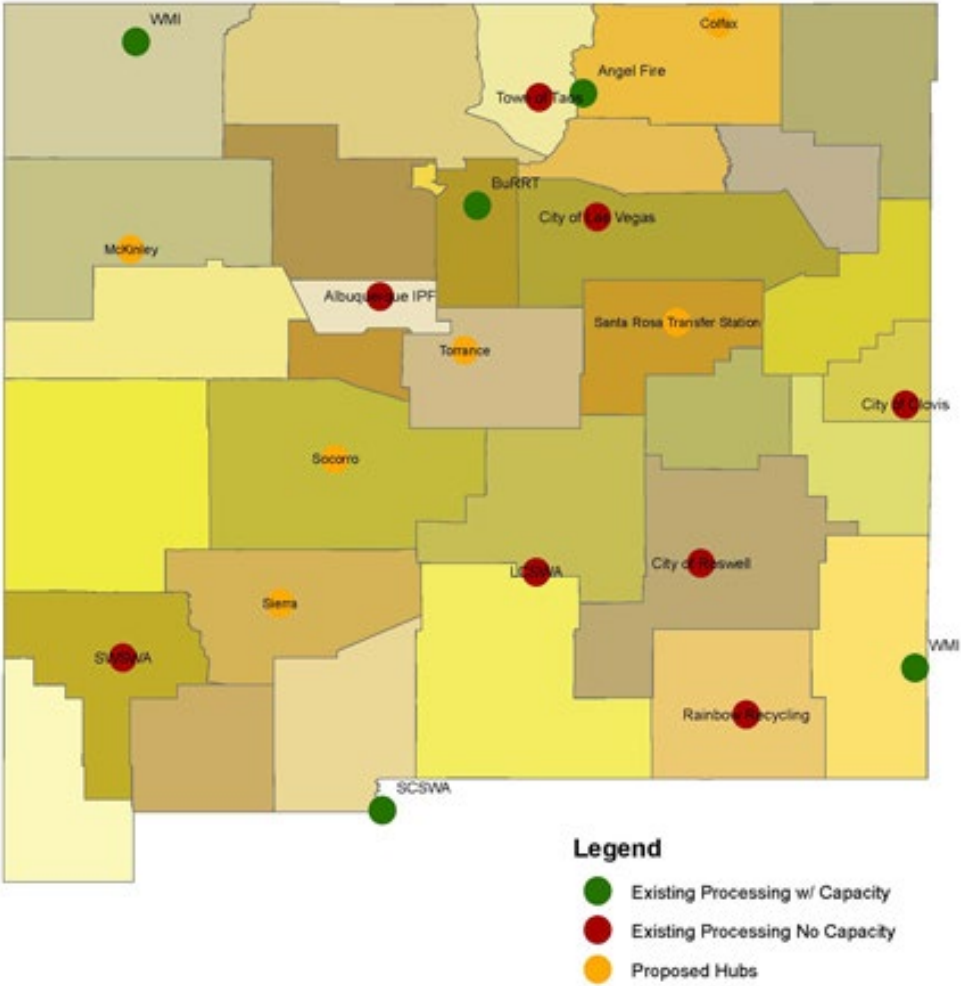 WMI
Colfax
Angel Fire
Town of Taos
BuRRT
City of Las Vegas
McKinley
Albuquerque IPF
Santa Rosa Transfer Station
Torrance
City of Clovis
Socorro
LCSWA
City of Roswell
Sierra
WMI
SWSWA
Rainbow Recycling
SCSWA
Legend
Existing Processing w/ Capacity
Existing Processing No Capacity
Proposed Hubs